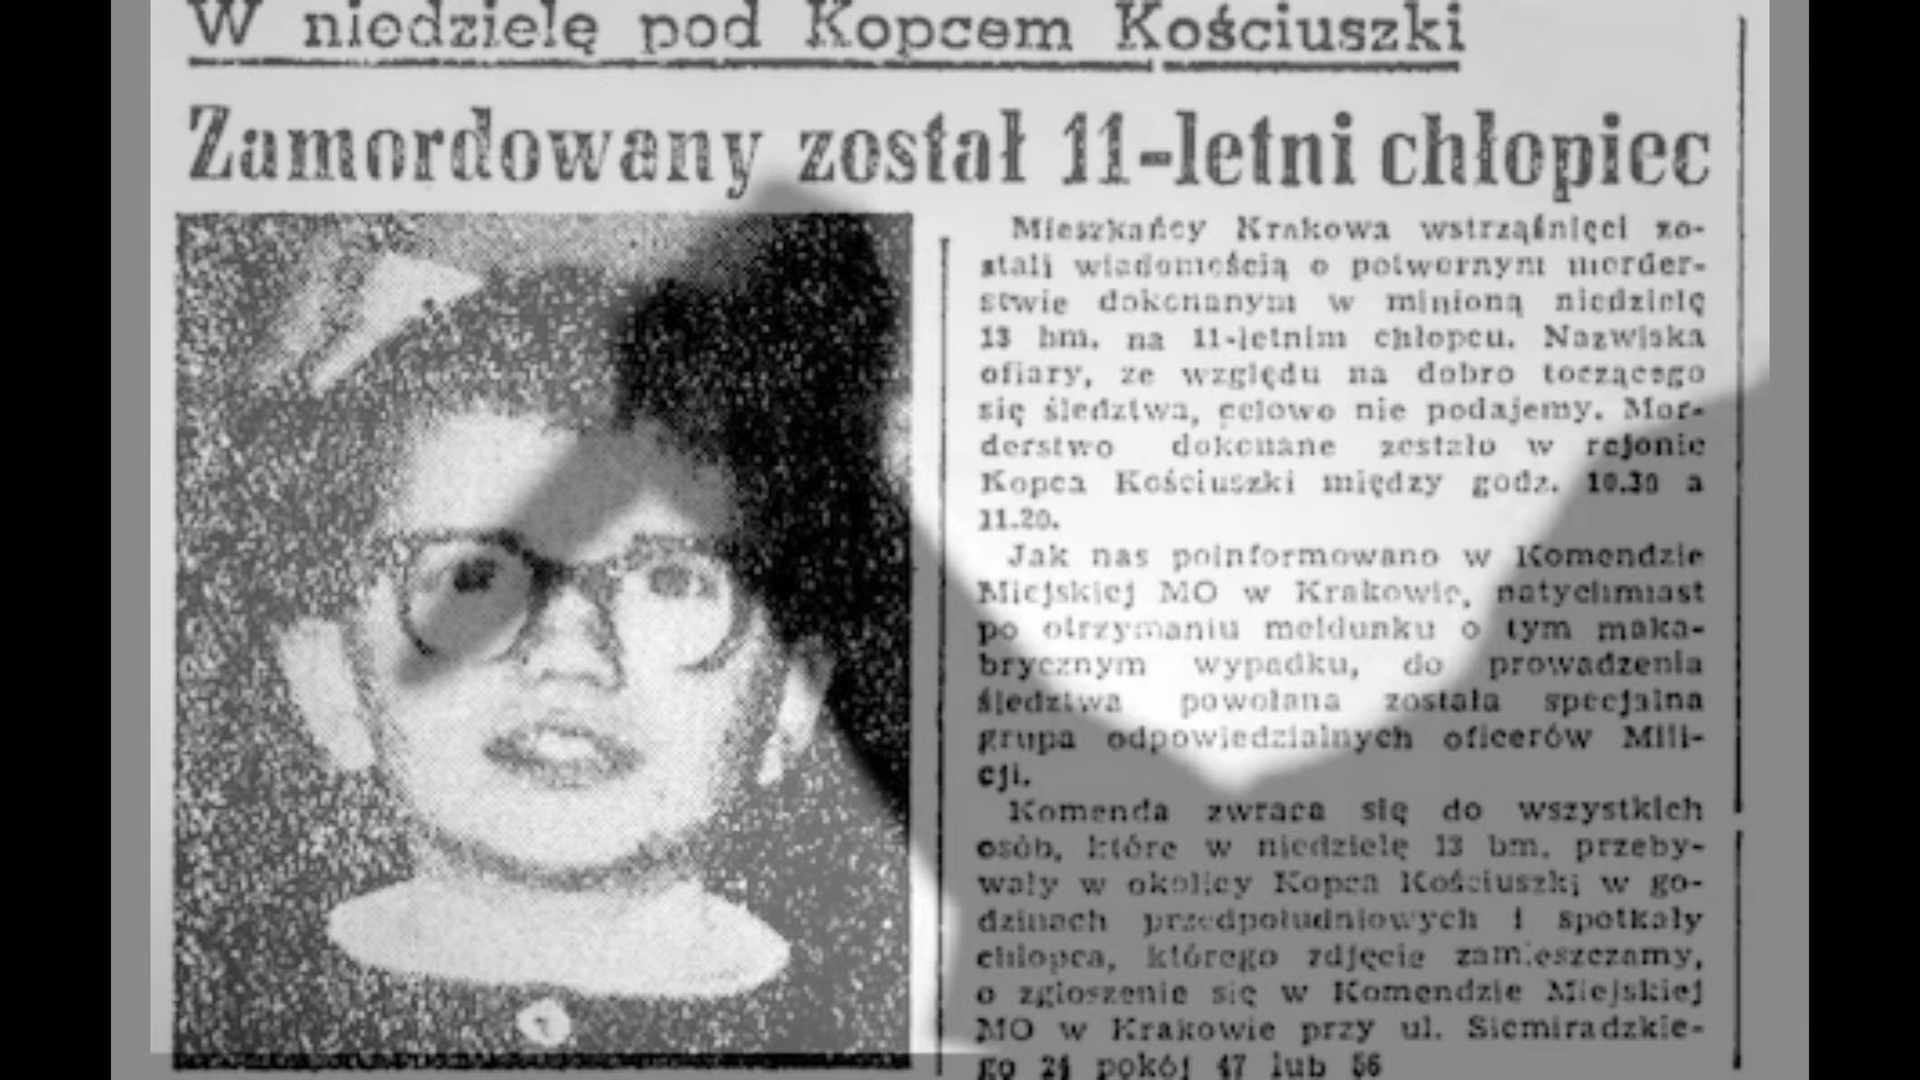 W niedzielę pod Kopcem Kościuszki
Zamordowany został 11-letni chłopiec
Mieszkańcy Krakowa wstrząśnięci zo-
stali wiadomością o potwornym morder-
stwie dokonanym w minioną niedzielę
13 bm. na 11-letnim chłopcu. Nazwiska
ofiary, ze względu na dobro toczącego
się śledztwa, celowo nie podajemy. Mor-
derstwo dokonane zostało w rejonie
Kopca Kościuszki między godz. 10.30 a
11.20.
Jak nas poinformowano w Komendzie
Miejskiej MO w Krakowie, natychmiast
po otrzymaniu meldunku o tym maka-
brycznym wypadku, do prowadzenia
śledztwa powołana została specjalna
grupa odpowiedzialnych oficerów Mili-
cji.
Komenda zwraca się do wszystkich
osób, które w niedzielę 13 bm. przeby-
wały w okolicy Kopca Kościuszki w go-
dzinach przedpołudniowych i spotkały
chłopca, którego zdjęcie zamieszczamy,
o zgłoszenie się w Komendzie Miejskiej
MO w Krakowie przy ul. Siemiradzkie-
go 24 pokój 47 lub 56